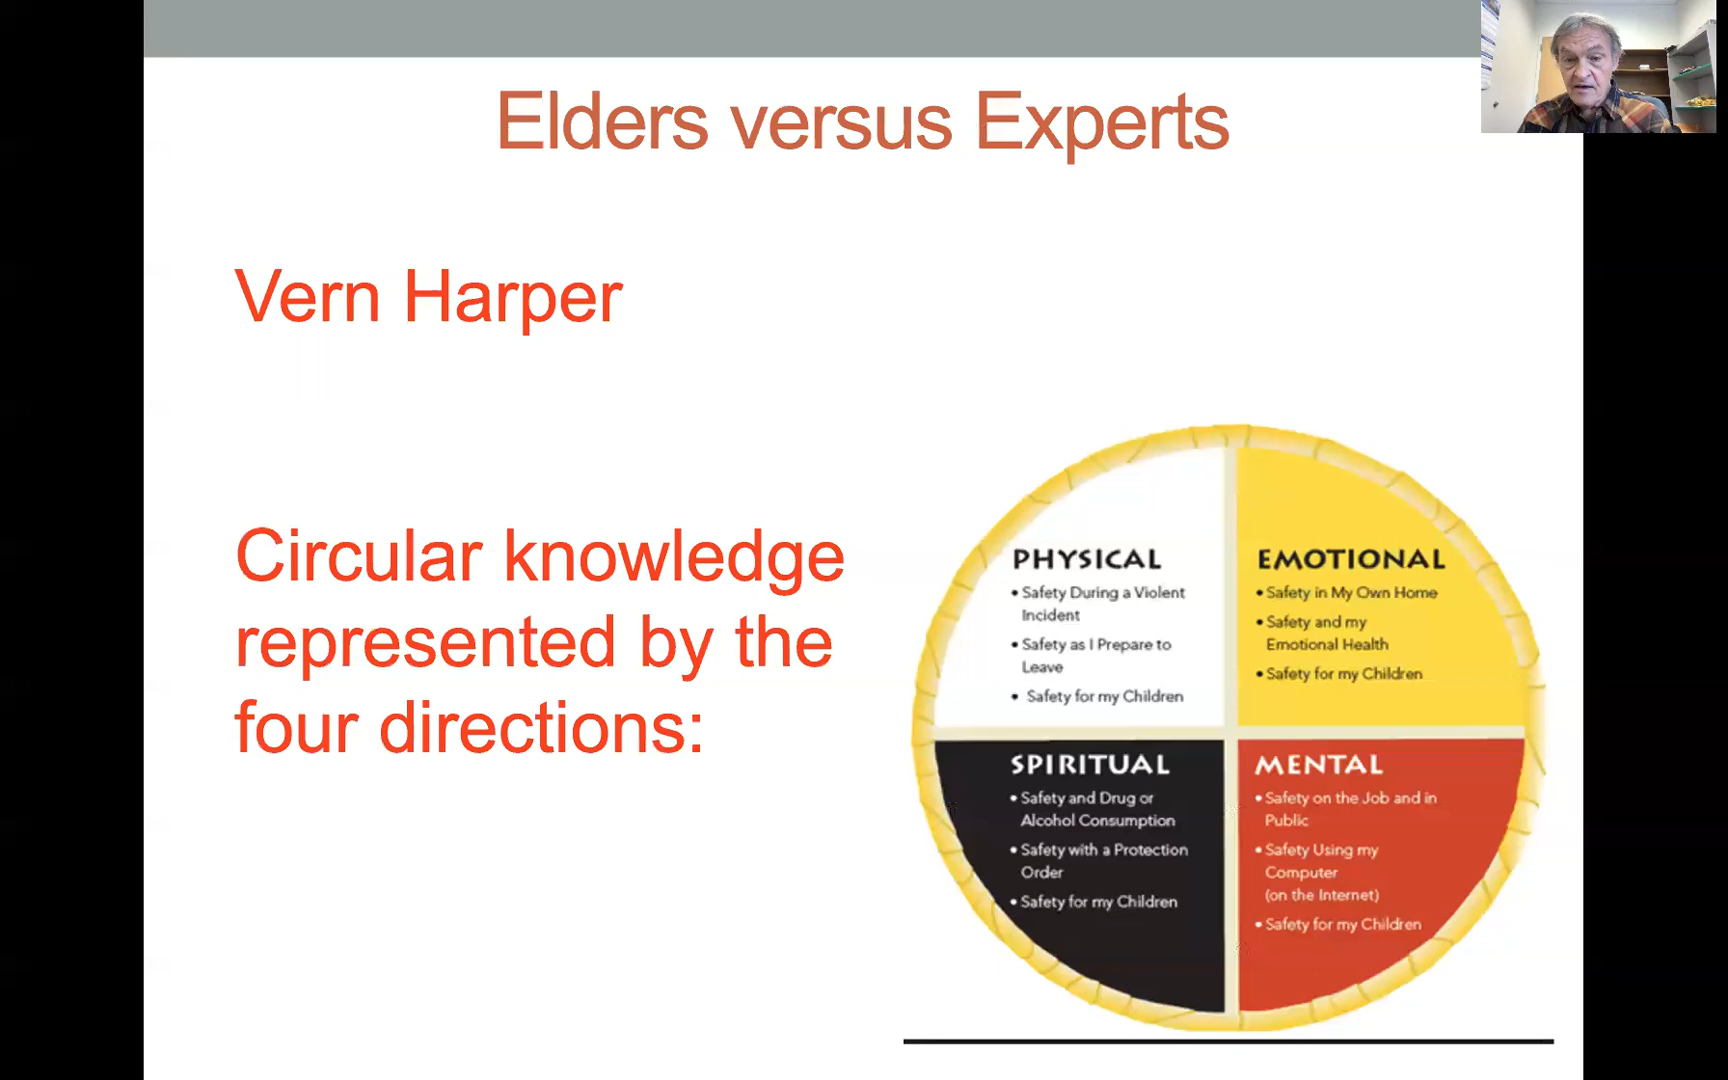 Elders versus Experts
Vern Harper
Circular knowledge
represented by the
four directions:
PHYSICAL
• Safety During a Violent
Incident
• Safety as I Prepare to
Leave
• Safety for my Children
EMOTIONAL
• Safety in My Own Home
• Safety and my
Emotional Health
• Safety for my Children
SPIRITUAL
• Safety and Drug or
Alcohol Consumption
• Safety with a Protection
Order
• Safety for my Children
MENTAL
• Safety on the Job and in
Public
• Safety Using my
Computer
(on the Internet)
• Safety for my Children